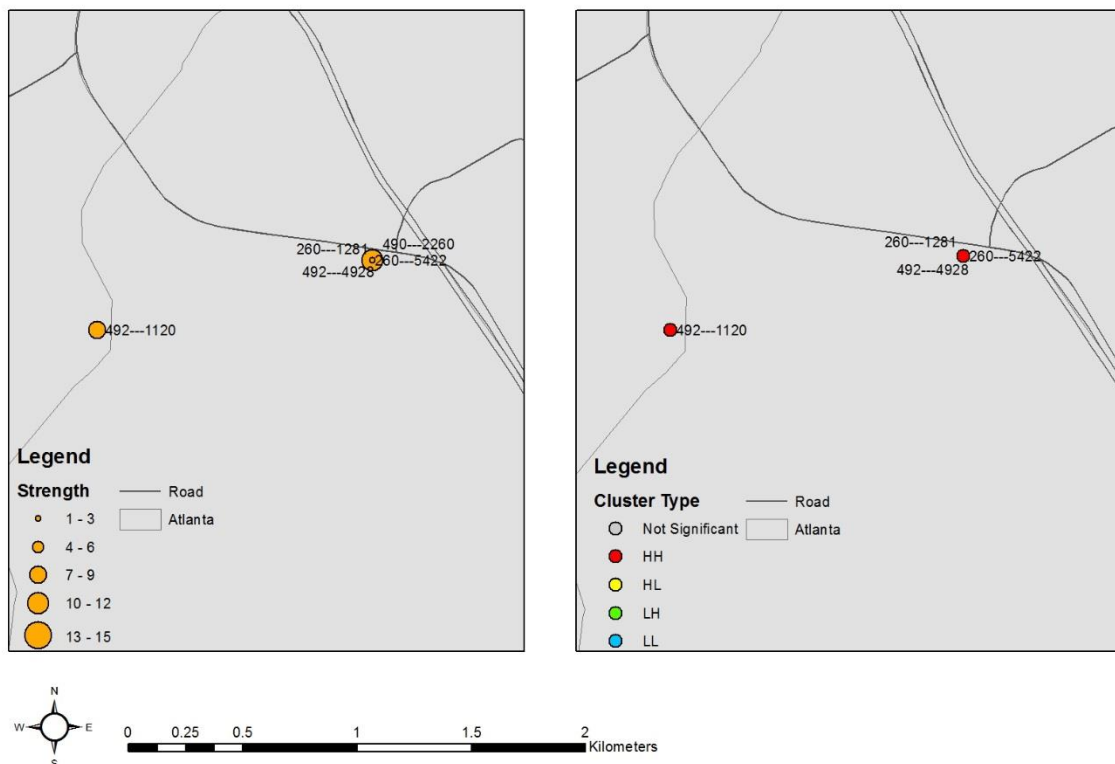 260---1281 490---2260
260---5422
492---4928
492---1120
Legend
Strength
1 - 3
4 - 6
7 - 9
10 - 12
13 - 15
Road
Atlanta
260---1281
260---5422
492---4928
492---1120
Legend
Cluster Type
Not Significant
HH
HL
LH
LL
Road
Atlanta
N
W E
S
0 0.25 0.5 1 1.5 2
Kilometers